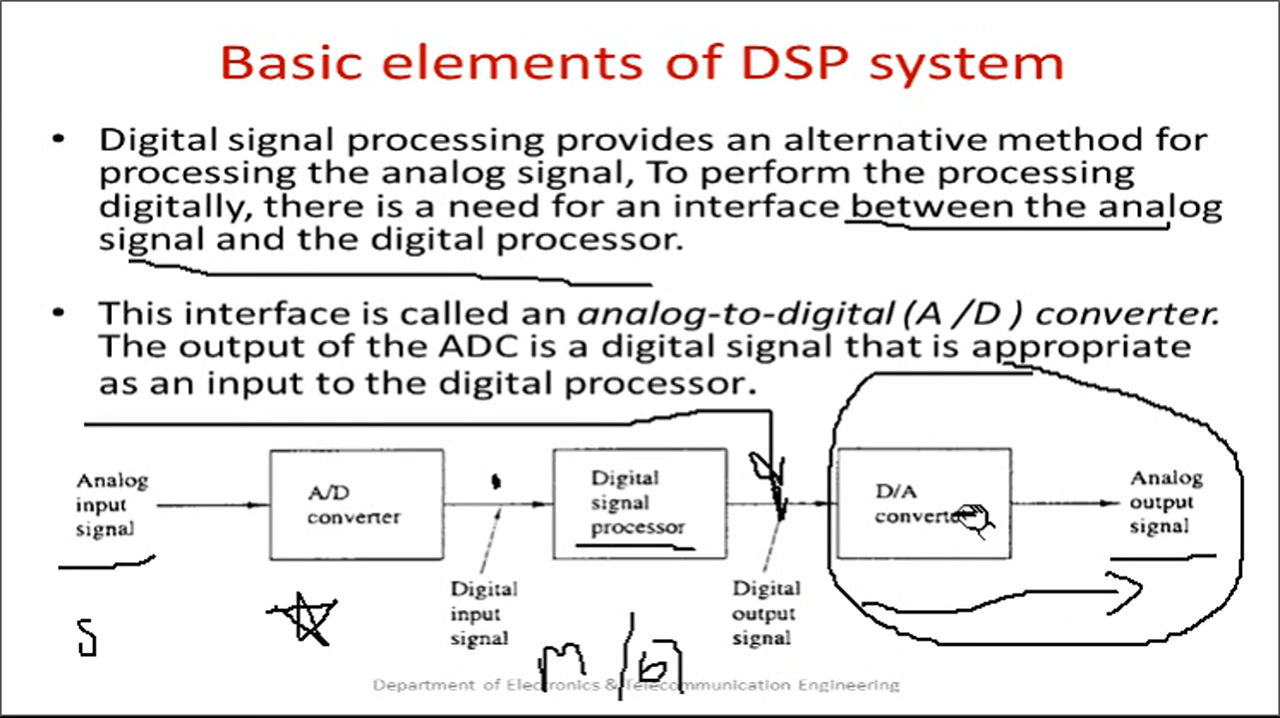 Basic elements of DSP system
• Digital signal processing provides an alternative method for
processing the analog signal, To perform the processing
digitally, there is a need for an interface between the analog
signal and the digital processor.
• This interface is called an analog-to-digital (A /D ) converter.
The output of the ADC is a digital signal that is appropriate
as an input to the digital processor.
Analog
input
signal
A/D
converter
Digital
input
signal
Digital
signal
processor
Digital
output
signal
D/A
converter
Analog
output
signal
S
Department of Electronics & Telecommunication Engineering